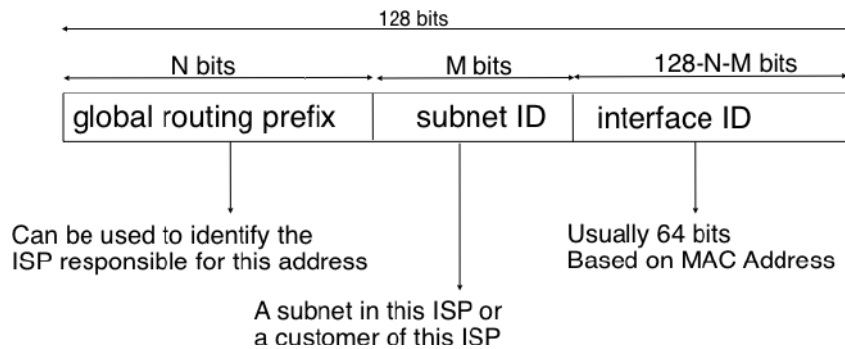 128 bits
N bits
M bits
128-N-M bits
global routing prefix
subnet ID
interface ID
Can be used to identify the
ISP responsible for this address
Usually 64 bits
Based on MAC Address
A subnet in this ISP or
a customer of this ISP